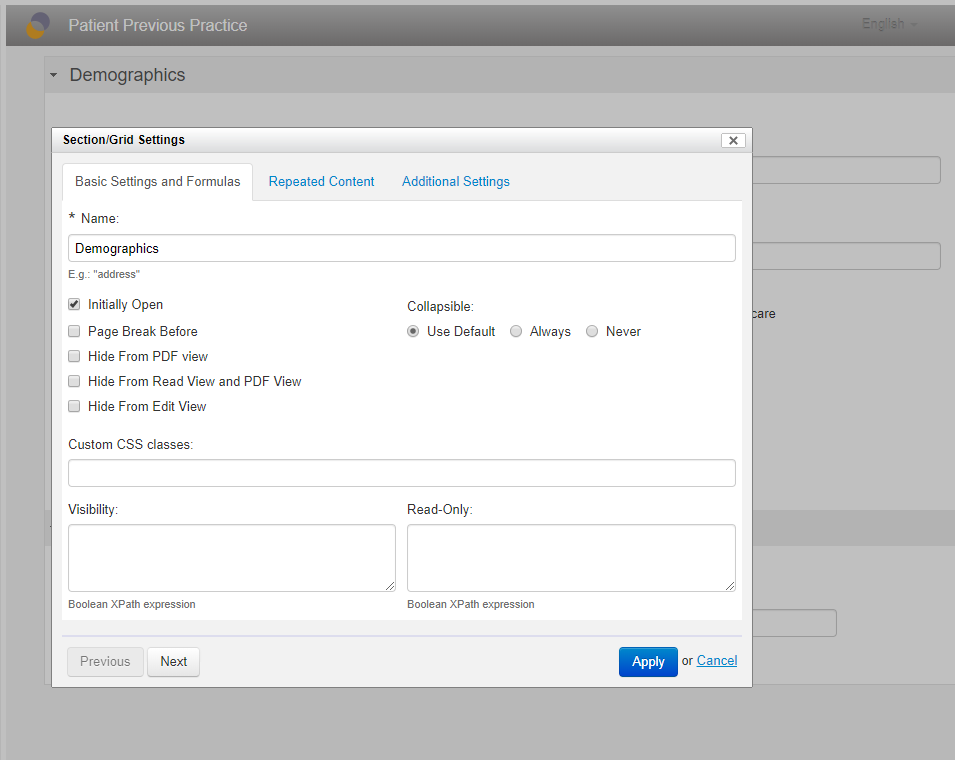 Patient Previous Practice
English
Demographics
Section/Grid Settings
Basic Settings and Formulas Repeated Content Additional Settings
* Name:
Demographics
E.g.: "address"
Initially Open
Collapsible:
Page Break Before
Use Default Always Never
Hide From PDF view
Hide From Read View and PDF View
Hide From Edit View
care
Custom CSS classes:
Visibility: Read-Only:
Boolean XPath expression Boolean XPath expression
Previous Next Apply or Cancel